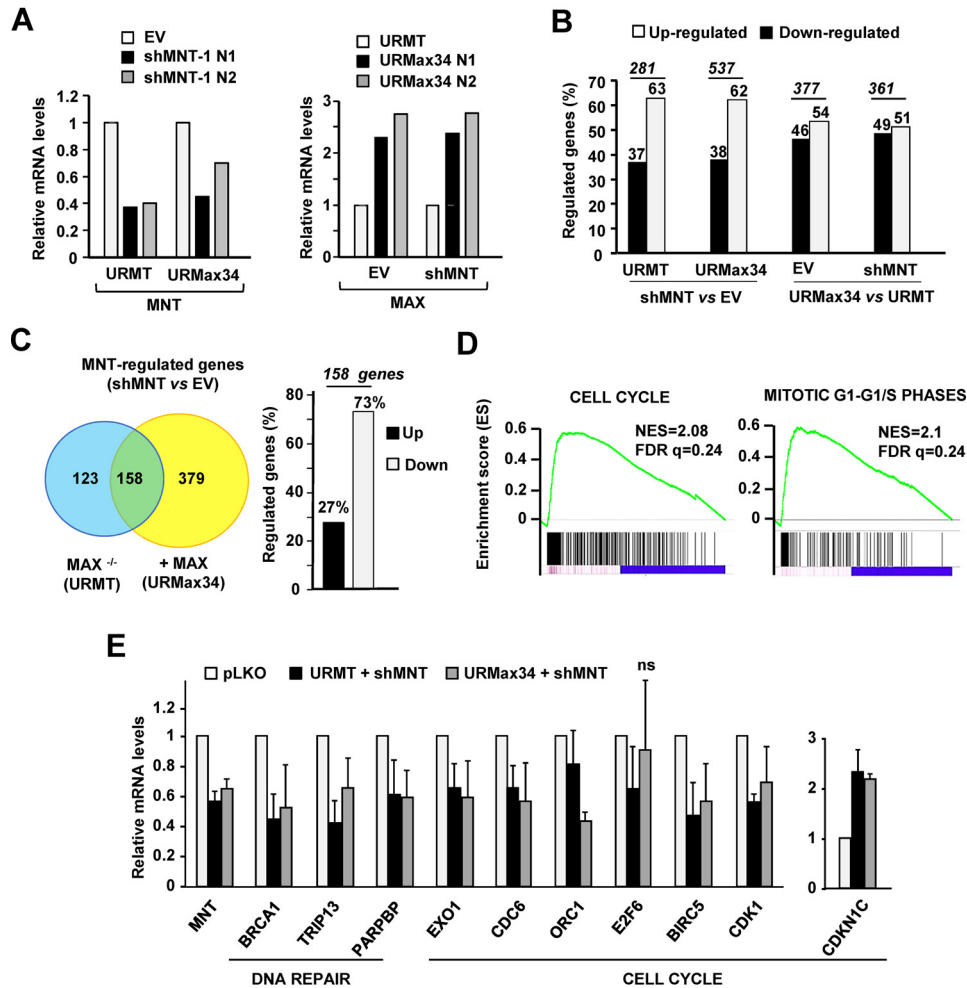 A
EV
shMNT-1 N1
shMNT-1 N2
Relative mRNA levels
1.2
1
0.8
0.6
0.4
0.2
0
URMT
URMax34
MNT
URMT
URMax34 N1
URMax34 N2
Relative mRNA levels
3
2
1
0
EV
shMNT
MAX
B
Up-regulated
Down-regulated
Regulated genes (%)
80
70
60
50
40
30
20
10
0
281
537
377
361
37
63
38
62
46
54
49
51
URMT
URMax34
EV
shMNT
shMNT vs EV
URMax34 vs URMT
C
MNT-regulated genes
(shMNT vs EV)
123
158
379
MAX -/-
(URMT)
+ MAX
(URMax34)
158 genes
Regulated genes (%)
80
60
40
20
0
27%
73%
Up
Down
D
Enrichment score (ES)
CELL CYCLE
NES=2.08
FDR q=0.24
0.6
0.4
0.2
0
MITOTIC G1-G1/S PHASES
NES=2.1
FDR q=0.24
0.6
0.4
0.2
0
E
pLKO
URMT + shMNT
URMax34 + shMNT
ns
Relative mRNA levels
1.2
1
0.8
0.6
0.4
0.2
0
3
2
1
0
MNT
BRCA1
TRIP13
PARPBP
EXO1
CDC6
ORC1
E2F6
BIRC5
CDK1
CDKN1C
DNA REPAIR
CELL CYCLE